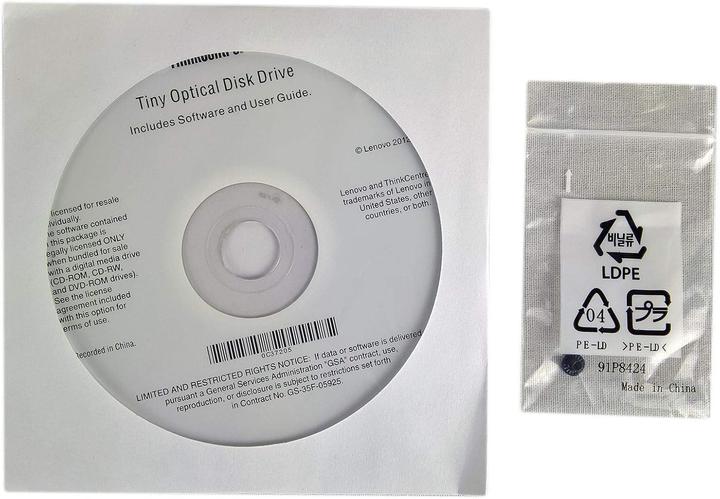 Tiny Optical Disk Drive
Includes Software and User Guide.
© Lenovo 2012
Lenovo and ThinkCentre
trademarks of Lenovo in
United States, other
countries, or both.
licensed for resale
ividually.
e software contained
this package is
egally licensed ONLY
when bundled for sale
with a digital media drive
(CD-ROM, CD-RW,
and DVD-ROM drives).
See the license
agreement included
with this option for
erms of use.
Recorded in China.
0C37205
LIMITED AND RESTRICTED RIGHTS NOTICE: If data or software is delivered
pursuant a General Services Administration "GSA" contract, use,
reproduction, or disclosure is subject to restrictions set forth
in Contract No. GS-35F-05925.
비닐류
LDPE
04 プラ
PE-LD >PE-LD<
91P8424
Made in China